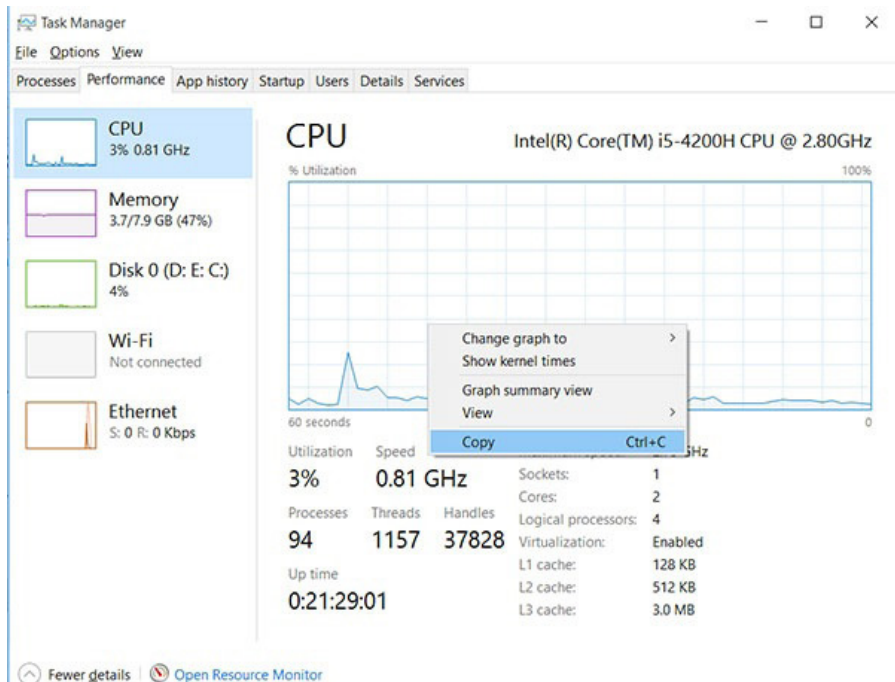 Task Manager
File Options View
Processes Performance App history Startup Users Details Services
CPU
3% 0.81 GHz
Memory
3.7/7.9 GB (47%)
Disk 0 (D: E: C:)
4%
Wi-Fi
Not connected
Ethernet
S: 0 R: 0 Kbps
CPU Intel(R) Core(TM) i5-4200H CPU @ 2.80GHz
% Utilization 100%
Change graph to
Show kernel times
Graph summary view
View
Copy Ctrl+C
60 seconds 0
Utilization Speed
3% 0.81 GHz
Processes Threads Handles
94 1157 37828
Up time
0:21:29:01
GHz
Sockets: 1
Cores: 2
Logical processors: 4
Virtualization: Enabled
L1 cache: 128 KB
L2 cache: 512 KB
L3 cache: 3.0 MB
Fewer details Open Resource Monitor